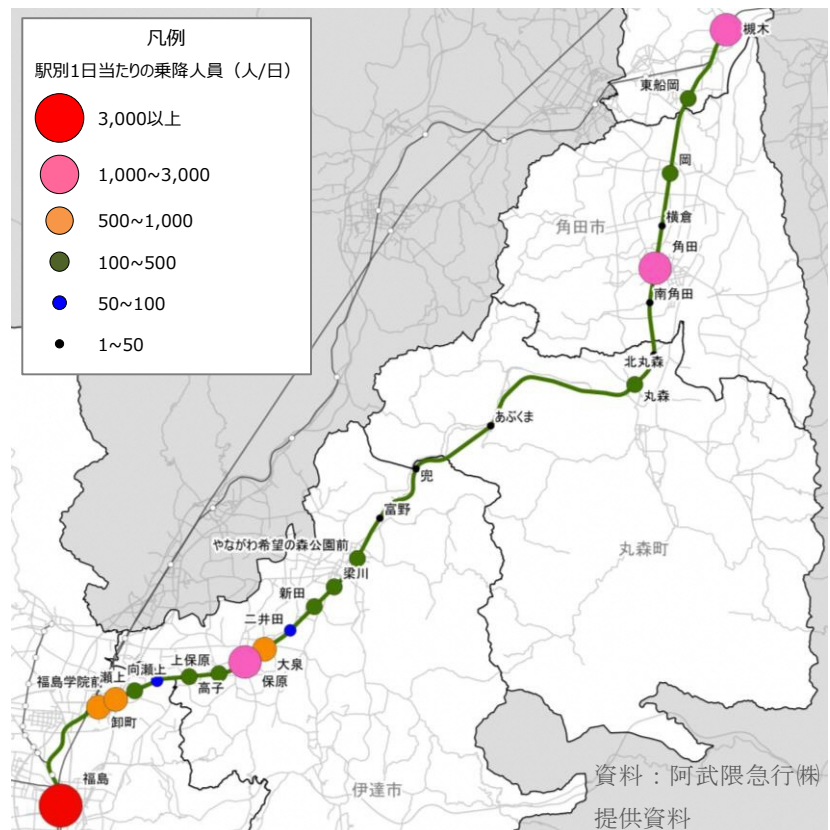 凡例
駅別1日当たりの乗降人員（人/日）
3,000以上
1,000~3,000
500~1,000
100~500
50~100
1~50
槻木
東船岡
岡
横倉
角田市
角田
南角田
北丸森
丸森
あぶくま
兜
富野
やながわ希望の森公園前
梁川
新田
二井田
大泉
保原
上保原
高子
向瀬上
瀬上
福島学院前
卸町
福島
丸森町
伊達市
資料：阿武隈急行㈱
提供資料